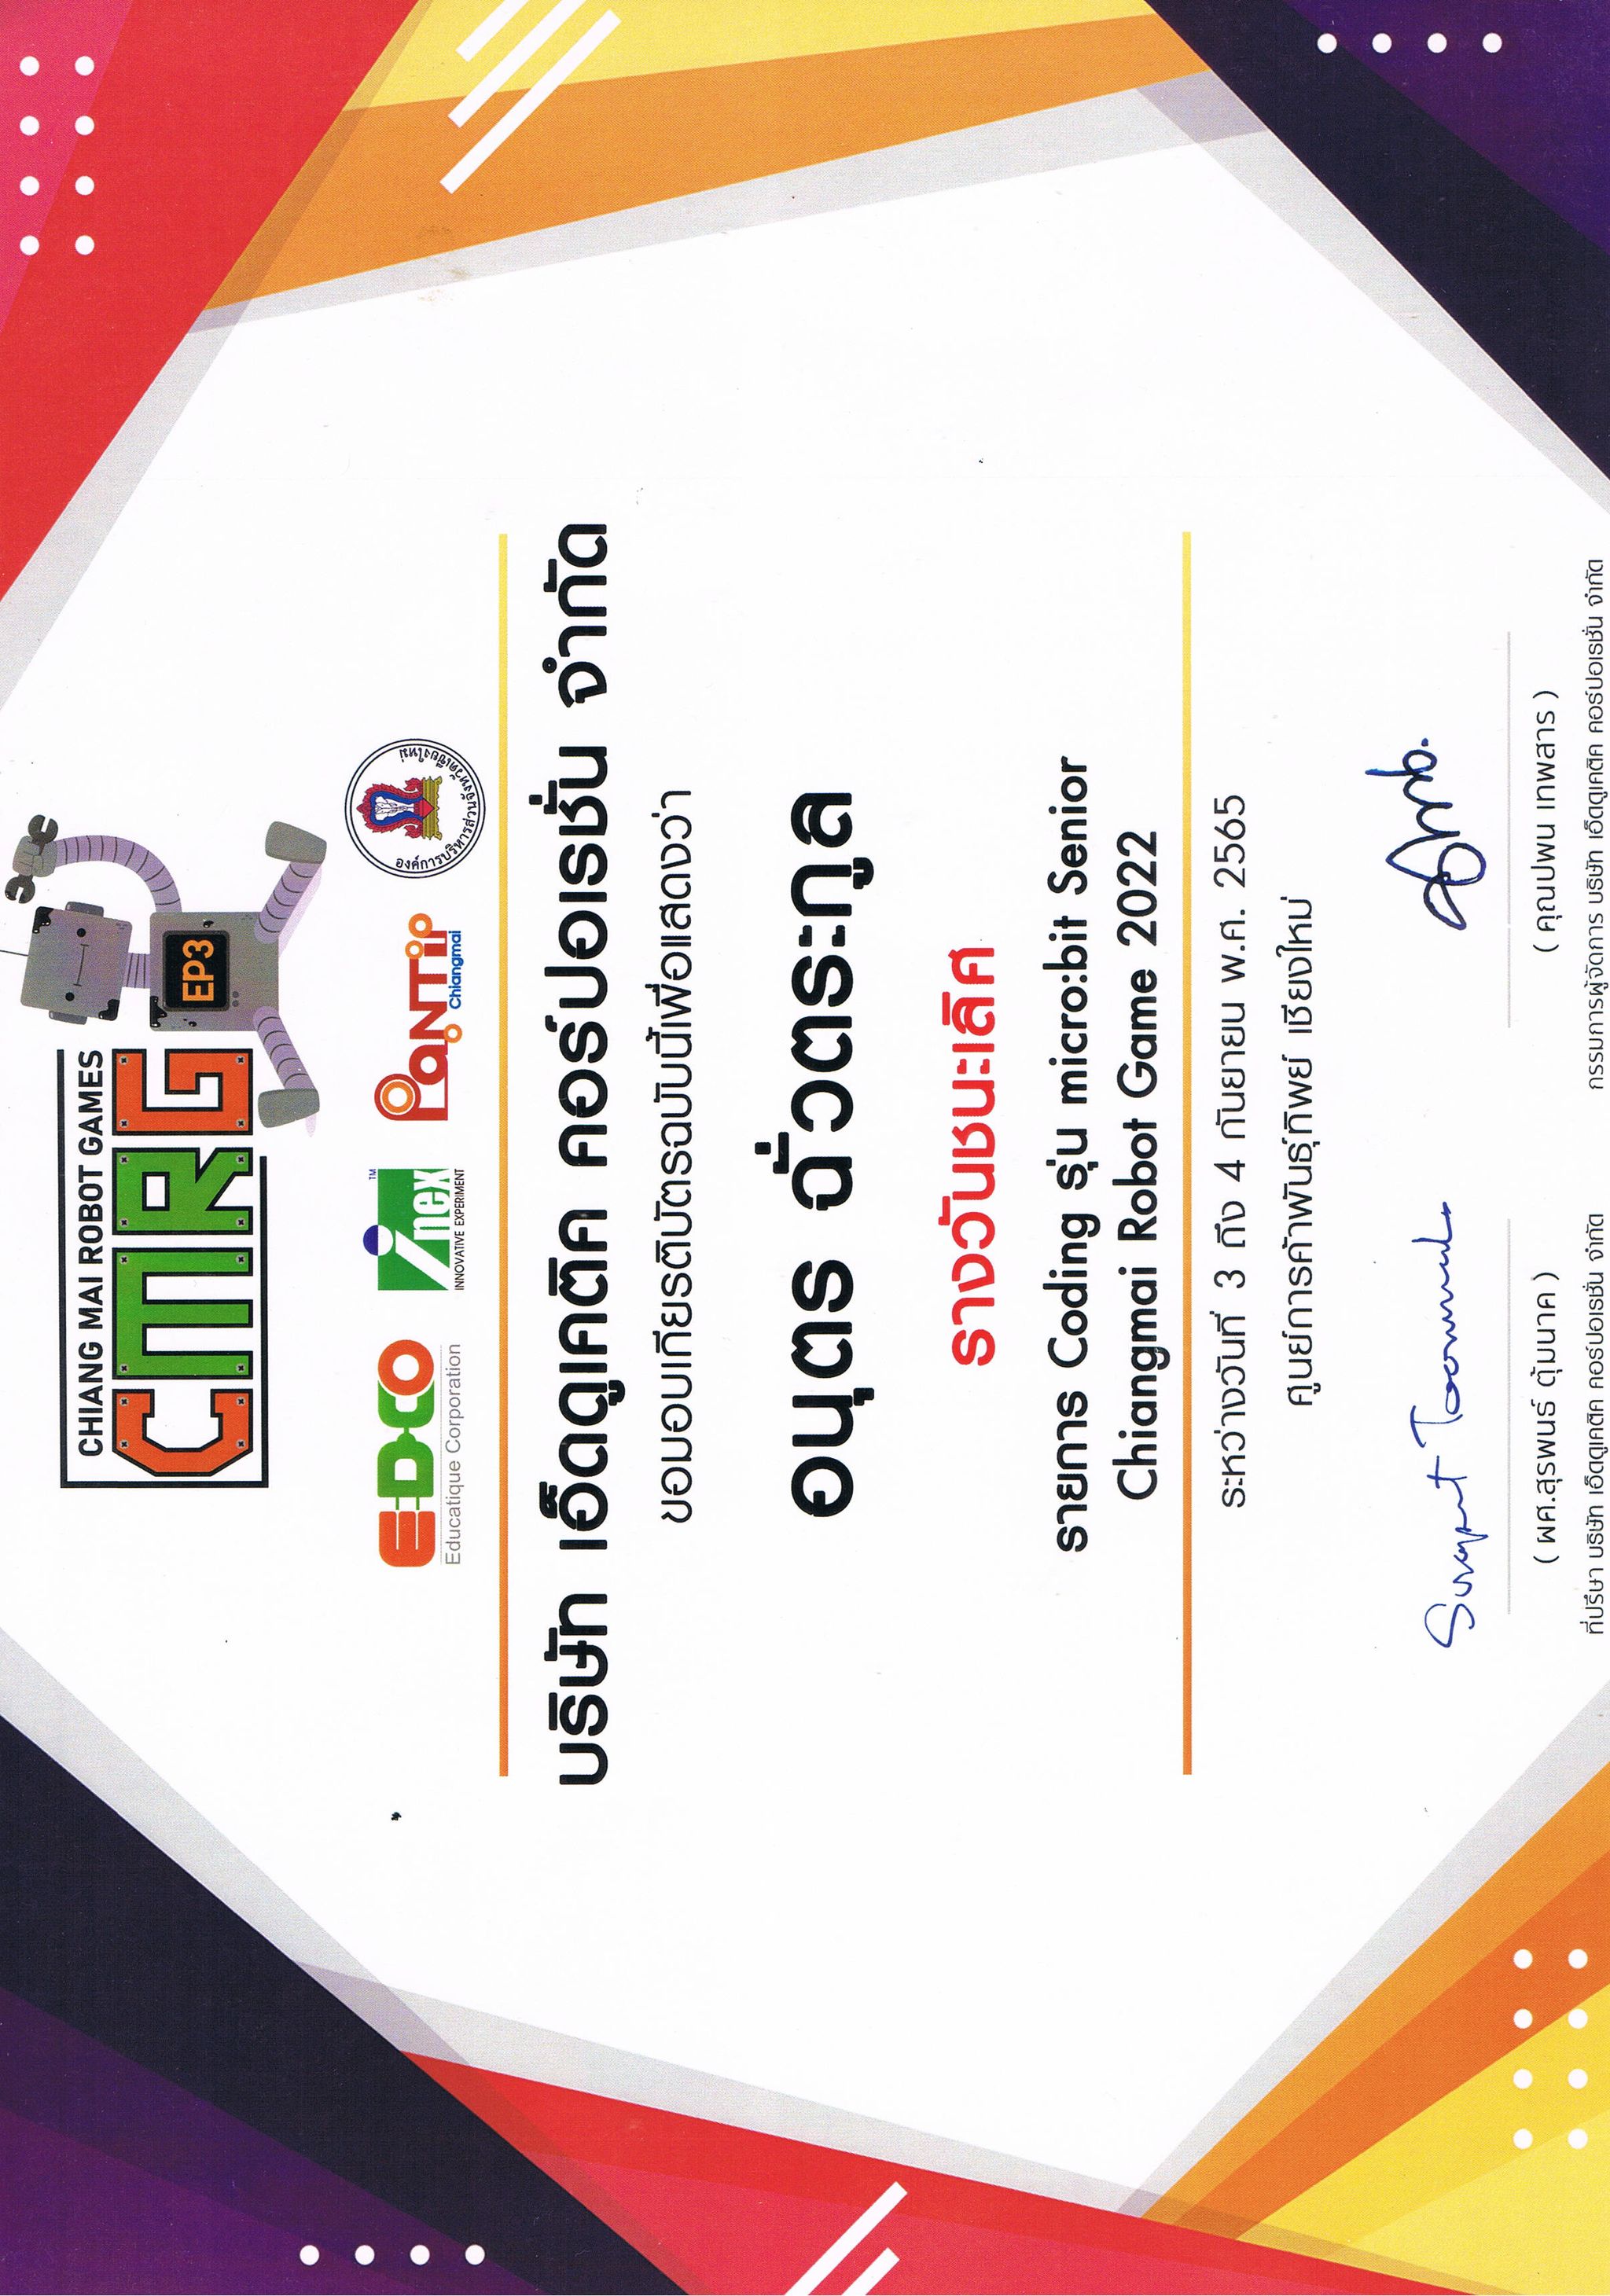 CHIANG MAI ROBOT GAMES
CMRG
EP3
EDCO
Educatique Corporation
inex
TM
INNOVATIVE EXPERIMENT
PANTIP
Chiangmai
องค์การบริหารส่วนจังหวัดเชียงใหม่
บริษัท เอ็ดดูเคติค คอร์ปอเรชั่น จำกัด
ขอมอบเกียรติบัตรฉบับนี้เพื่อแสดงว่า
อนุตร ฉั่วตระกูล
รางวันชนะเลิศ
รายการ Coding รุ่น micro:bit Senior
Chiangmai Robot Game 2022
ระหว่างวันที่ 3 ถึง 4 กันยายน พ.ศ. 2565
ศูนย์การค้าพันธุ์ทิพย์ เชียงใหม่
( ผศ.สุรพนธ์ ตุ้มนาค ) ( คุณปพน เทพสาร )
ที่ปรึษา บริษัท เอ็ดดูเคติค คอร์ปอเรชั่น จำกัด กรรมการผู้จัดการ บริษัท เอ็ดดูเคติค คอร์ปอเรชั่น จำกัด